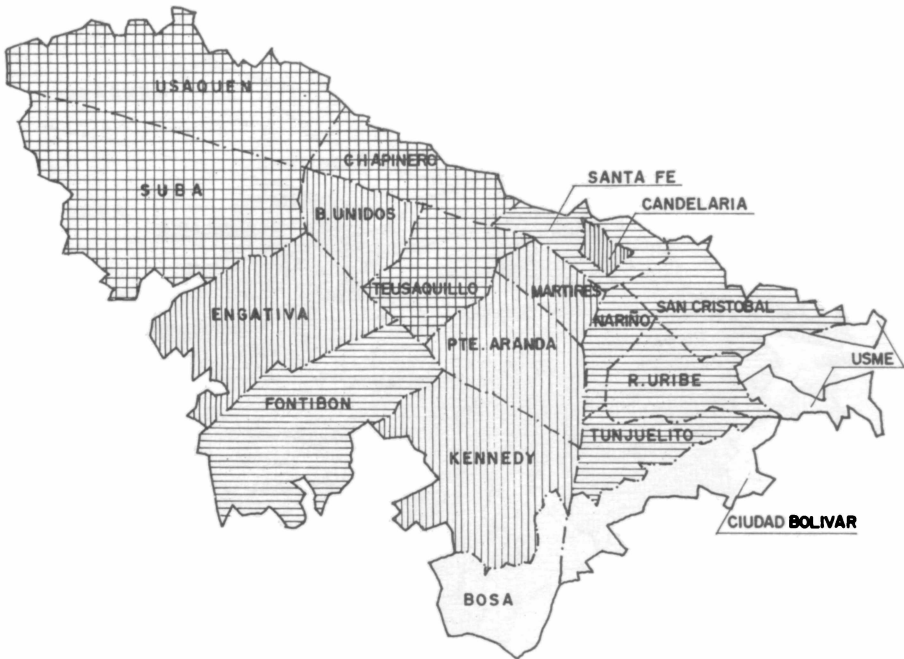 USAQUEN
CHAPINERO
SANTA FE
SUBA
CANDELARIA
B. UNIDOS
TEUSAQUILLO
MARTIRES
SAN CRISTOBAL
ENGATIVA
NARIÑO
PTE. ARANDA
USME
R. URIBE
FONTIBON
TUNJUELITO
KENNEDY
CIUDAD BOLIVAR
BOSA